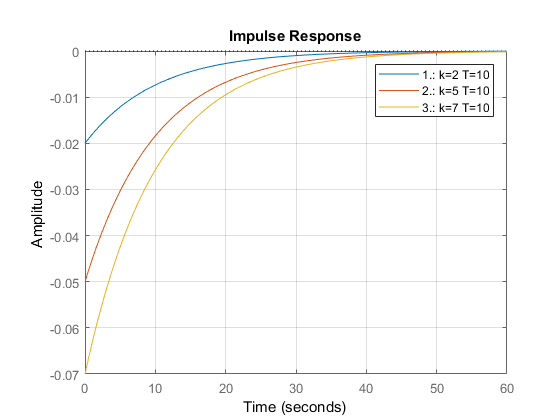 Impulse Response
0
-0.01
-0.02
-0.03
-0.04
-0.05
-0.06
-0.07
Amplitude
1.: k=2 T=10
2.: k=5 T=10
3.: k=7 T=10
0 10 20 30 40 50 60
Time (seconds)